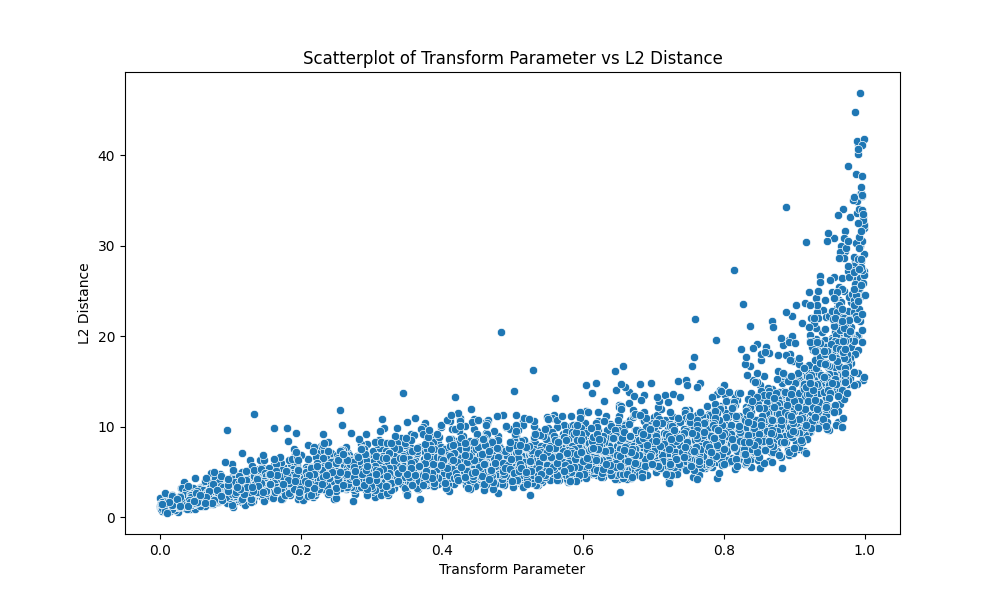 Scatterplot of Transform Parameter vs L2 Distance
L2 Distance
40
30
20
10
0
0.0 0.2 0.4 0.6 0.8 1.0
Transform Parameter